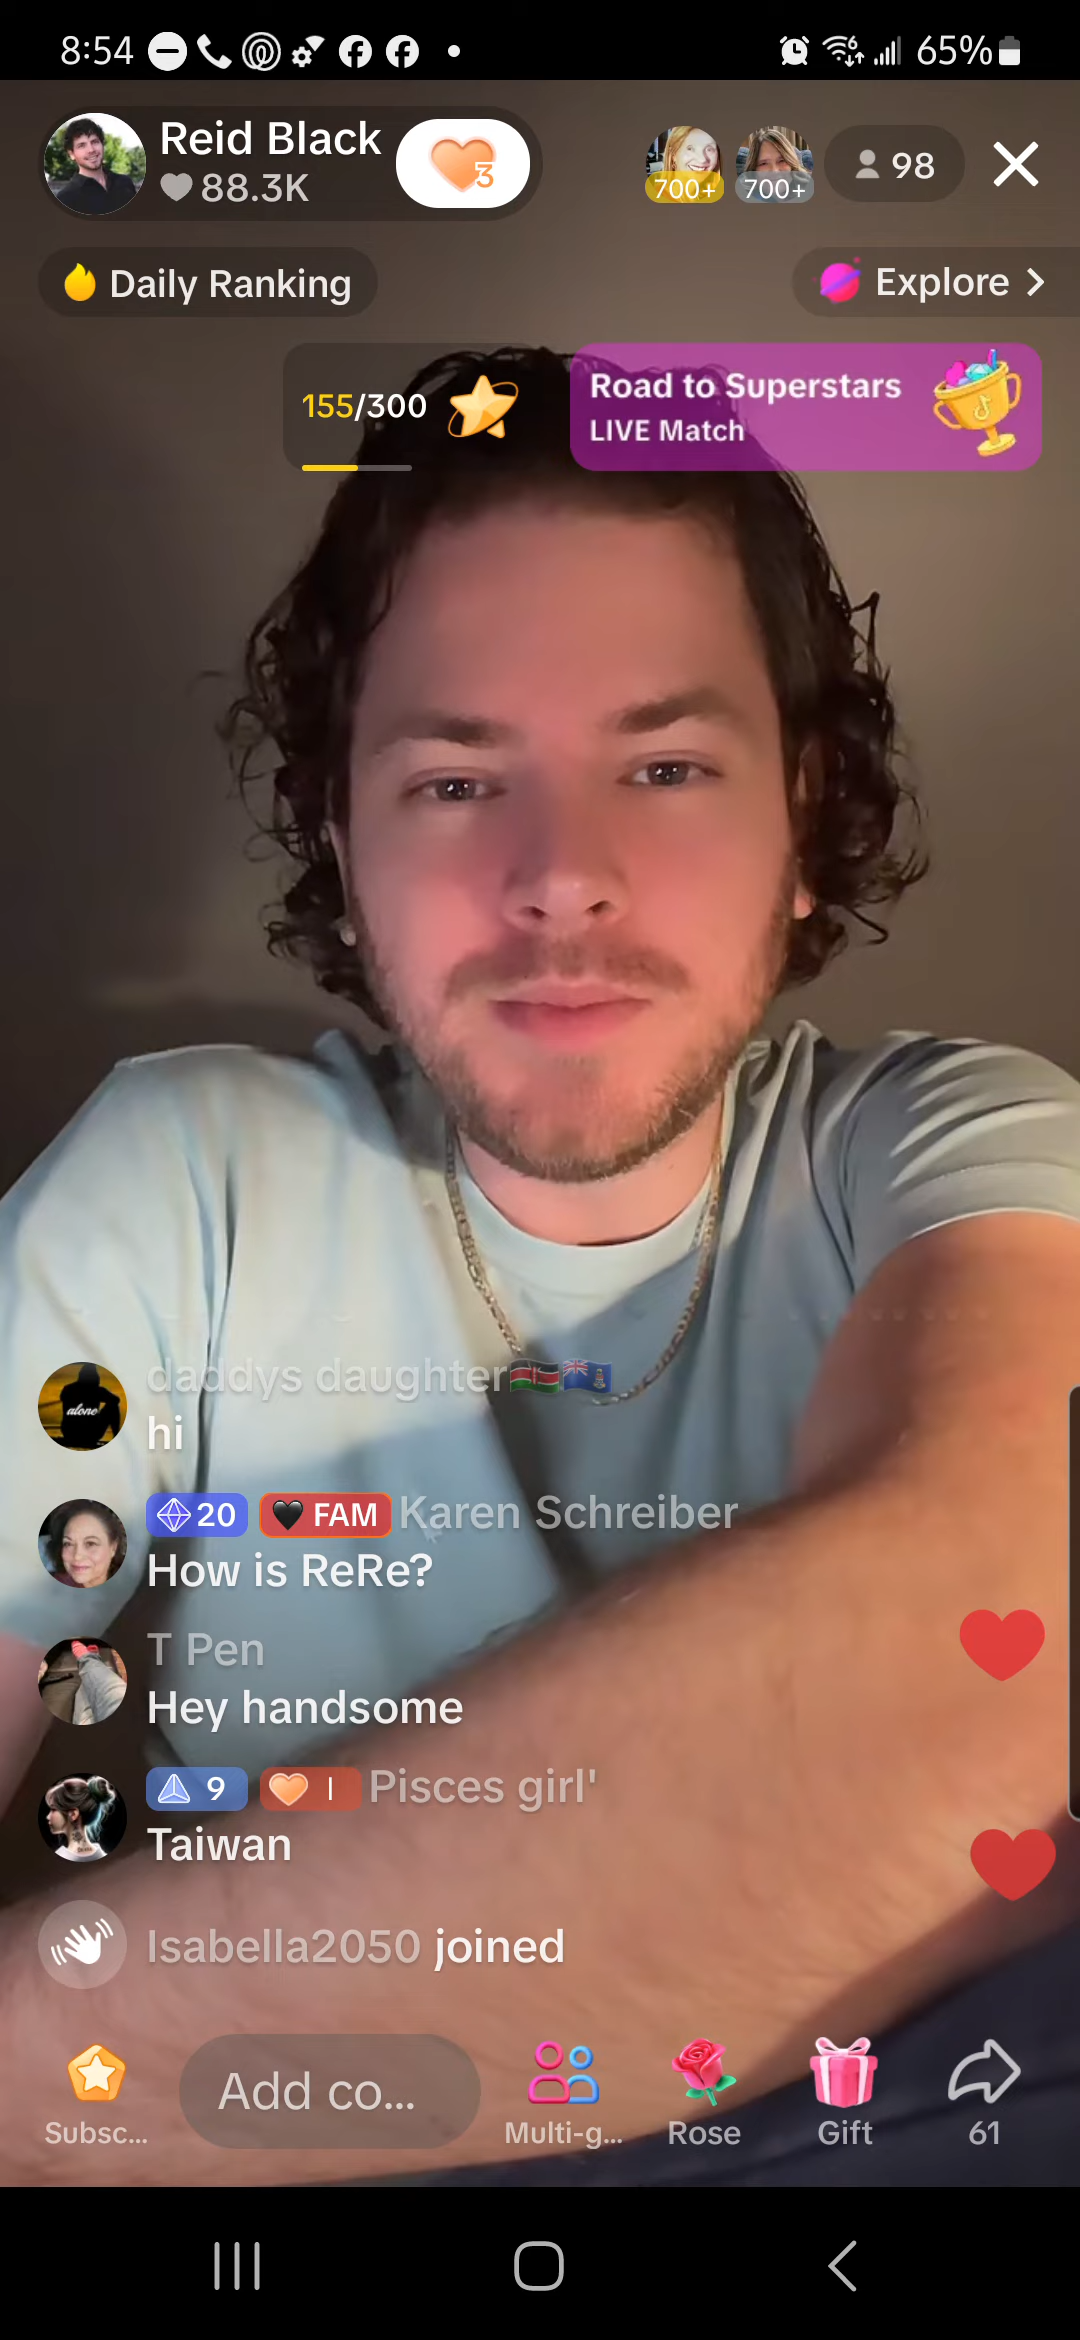 8:54
65%
Reid Black
88.3K
3
700+
700+
98
Daily Ranking
Explore
155/300
Road to Superstars
LIVE Match
daddys daughter🇰🇪🇰🇾
alone
hi
20 🖤 FAM Karen Schreiber
How is ReRe?
T Pen
Hey handsome
9 I Pisces girl'
Taiwan
Isabella2050 joined
Subsc...
Add co...
Multi-g...
Rose
Gift
61